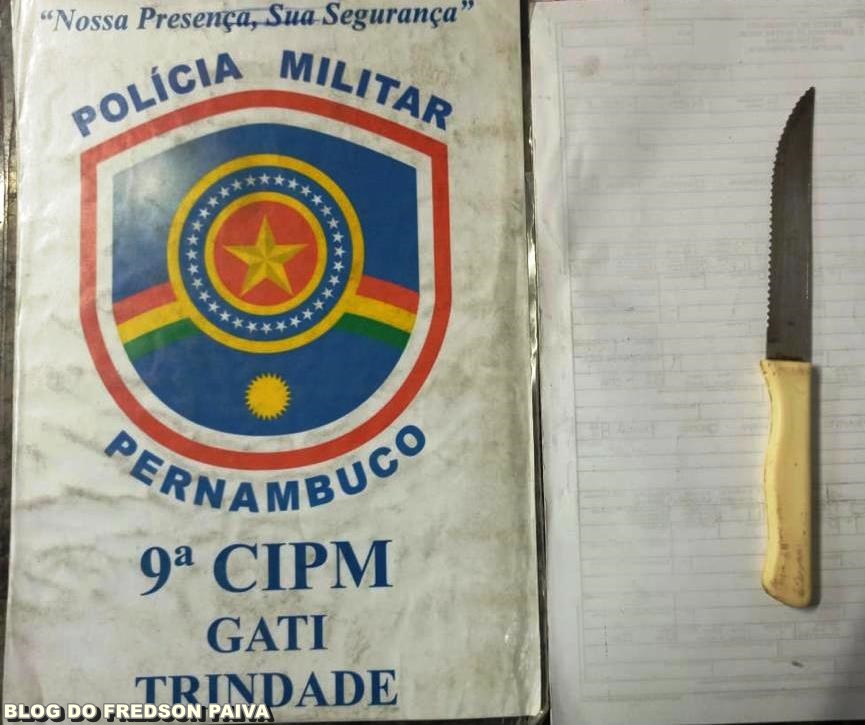 “Nossa Presença, Sua Segurança”
POLÍCIA MILITAR
PERNAMBUCO
9ª CIPM
GATI
TRINDADE
BLOG DO FREDSON PAIVA